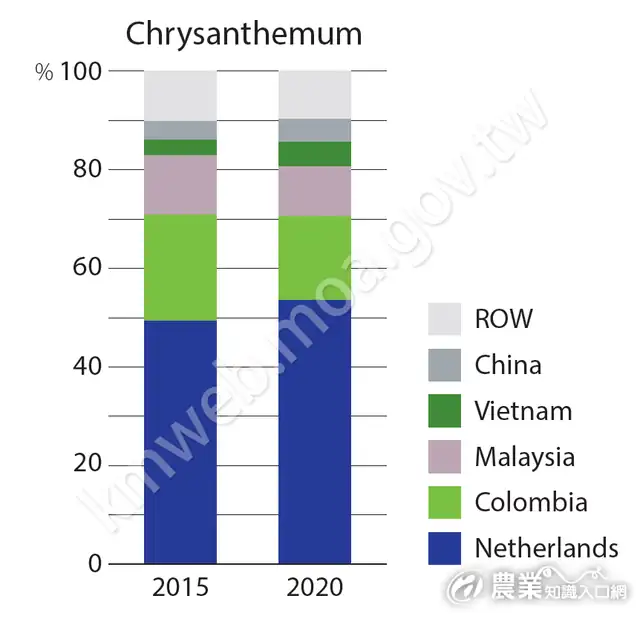 Chrysanthemum
% 100
80
60
40
20
0
2015 2020
ROW
China
Vietnam
Malaysia
Colombia
Netherlands
kmweb.moa.gov.tw
農業知識入口網